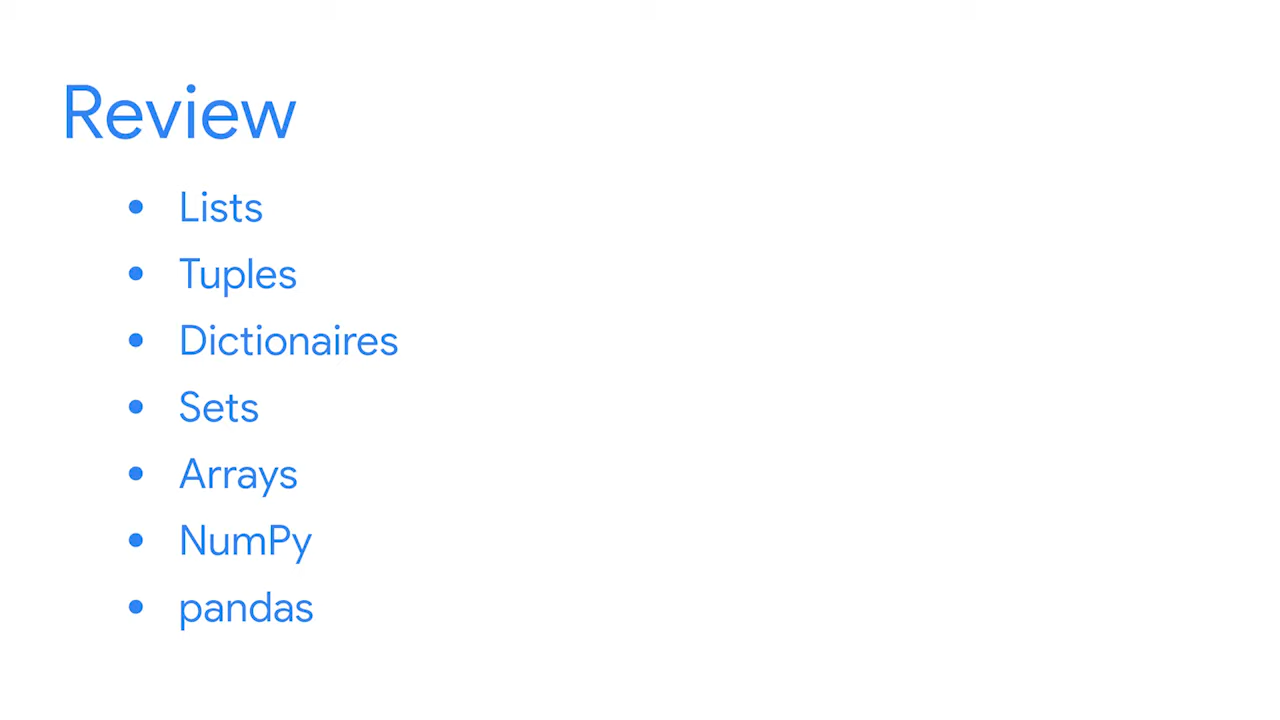 Review
• Lists
• Tuples
• Dictionaires
• Sets
• Arrays
• NumPy
• pandas